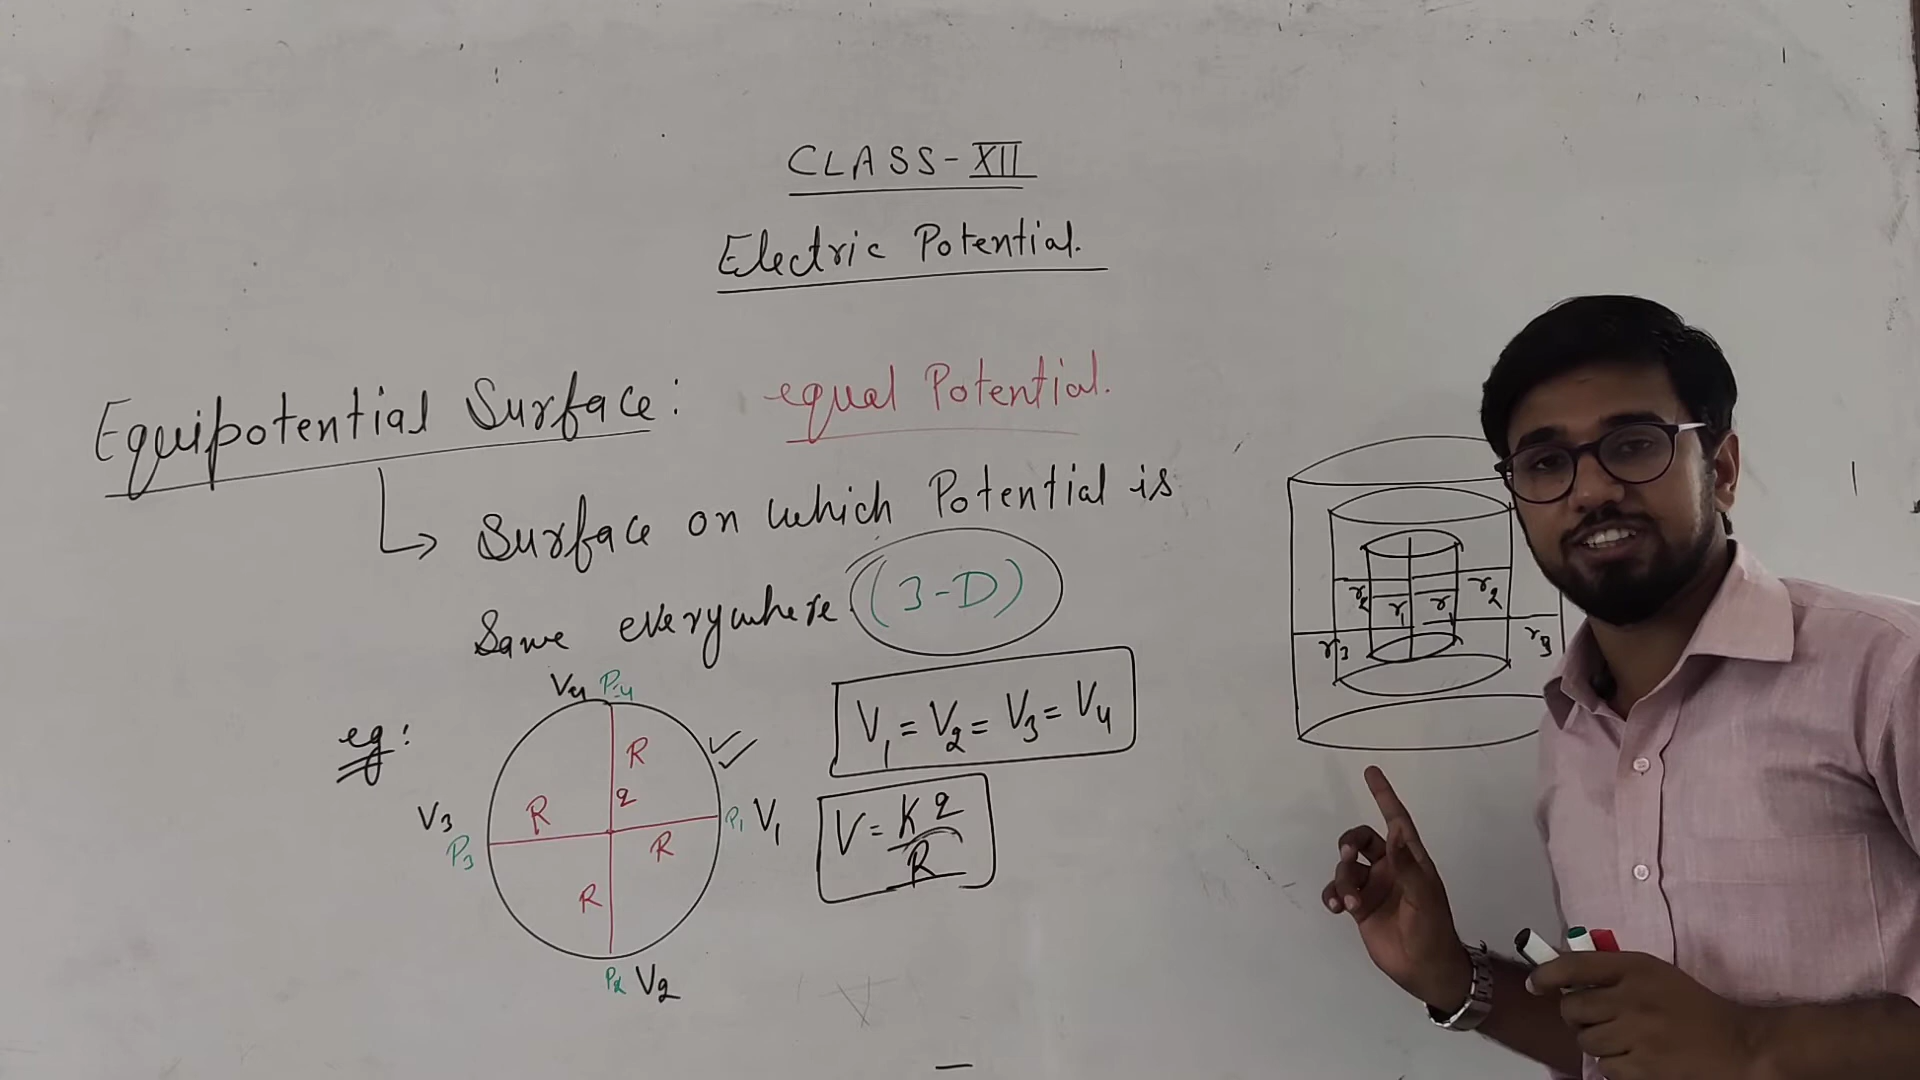 CLASS-XII
Electric Potential.
Equipotential Surface: equal Potential.
Surface on which Potential is
Same everywhere. (3-D)
eg:
V4 P4
R
V3 P3
R
q
R
P1 V1
R
P2 V2
V1 = V2 = V3 = V4
V = Kq/R
r2 r1 r1 r2
r3 r3